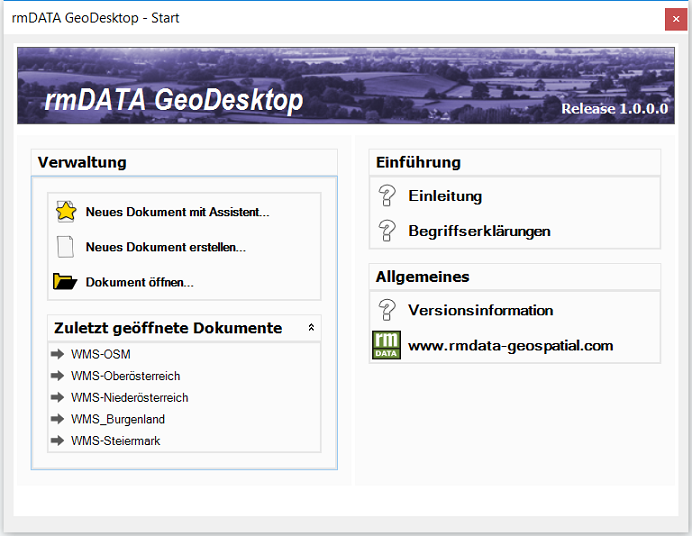 rmDATA GeoDesktop - Start
rmDATA GeoDesktop
Release 1.0.0.0
Verwaltung
Neues Dokument mit Assistent...
Neues Dokument erstellen...
Dokument öffnen...
Zuletzt geöffnete Dokumente
WMS-OSM
WMS-Oberösterreich
WMS-Niederösterreich
WMS_Burgenland
WMS-Steiermark
Einführung
Einleitung
Begriffserklärungen
Allgemeines
Versionsinformation
rm
DATA
www.rmdata-geospatial.com